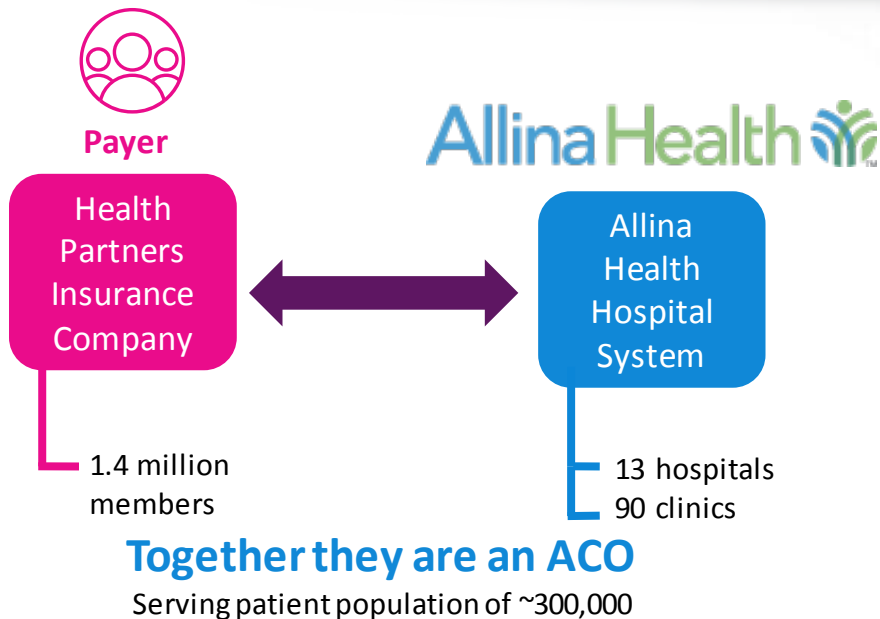 Payer
Allina Health
TM
Health
Partners
Insurance
Company
Allina
Health
Hospital
System
1.4 million
members
13 hospitals
90 clinics
Together they are an ACO
Serving patient population of ~300,000